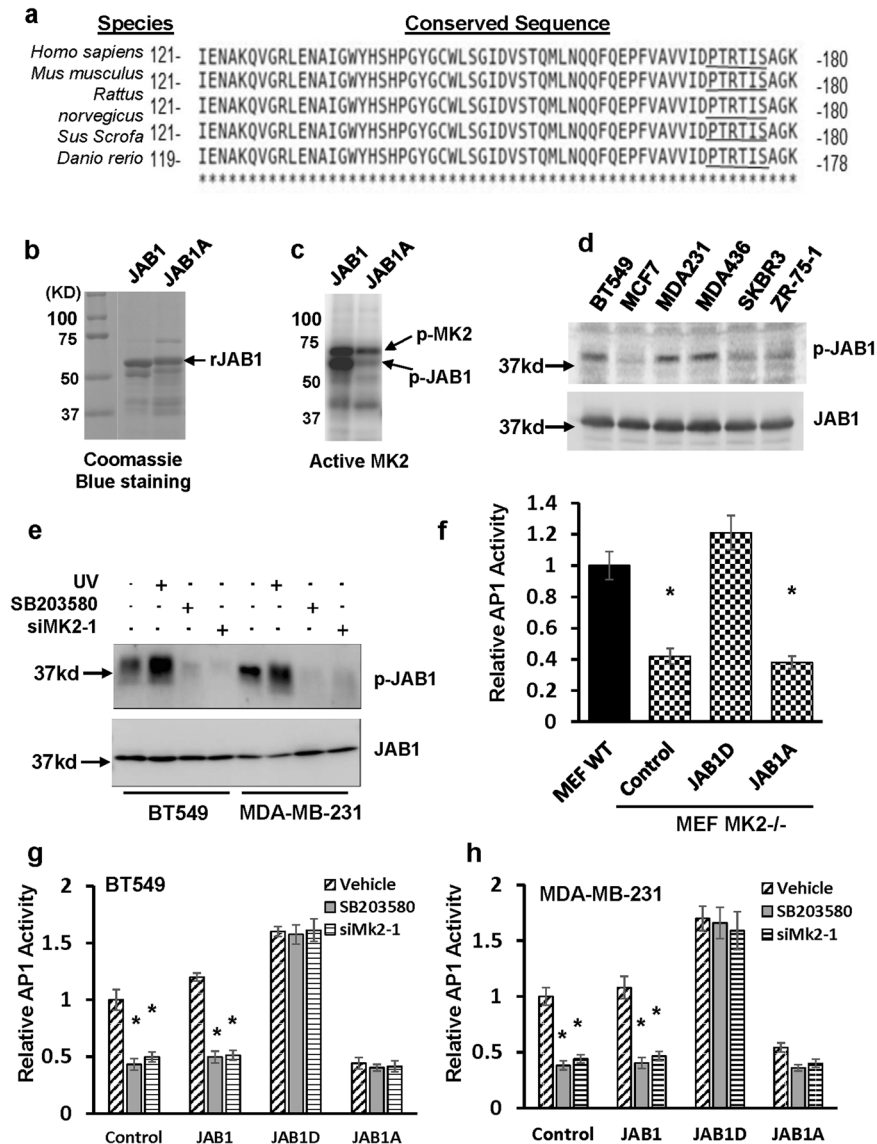 a
Species Conserved Sequence
Homo sapiens 121- IENAKQVGRLENAIGWYHSHPGYGCWLSGIDVSTQMLNQQFQEPFVAVVIDPTRTISAGK -180
Mus musculus 121- IENAKQVGRLENAIGWYHSHPGYGCWLSGIDVSTQMLNQQFQEPFVAVVIDPTRTISAGK -180
Rattus
norvegicus 121- IENAKQVGRLENAIGWYHSHPGYGCWLSGIDVSTQMLNQQFQEPFVAVVIDPTRTISAGK -180
Sus Scrofa 121- IENAKQVGRLENAIGWYHSHPGYGCWLSGIDVSTQMLNQQFQEPFVAVVIDPTRTISAGK -180
Danio rerio 119- IENAKQVGRLENAIGWYHSHPGYGCWLSGIDVSTQMLNQQFQEPFVAVVIDPTRTISAGK -178
************************************************************
b
JAB1 JAB1A
(KD)
100
75
50
37
rJAB1
Coomassie
Blue staining
c
JAB1 JAB1A
100
75
50
37
p-MK2
p-JAB1
Active MK2
d
BT549 MCF7 MDA231 MDA436 SKBR3 ZR-75-1
37kd p-JAB1
37kd JAB1
e
UV - + - - - + - -
SB203580 - - + - - - + -
siMK2-1 - - - + - - - +
37kd p-JAB1
37kd JAB1
BT549 MDA-MB-231
f
Relative AP1 Activity
1.4
1.2
1
0.8
0.6
0.4
0.2
0
* *
MEF WT Control JAB1D JAB1A
MEF MK2-/-
g
BT549
Vehicle
SB203580
siMk2-1
Relative AP1 Activity
2
1.5
1
0.5
0
* * * *
Control JAB1 JAB1D JAB1A
h
MDA-MB-231
Vehicle
SB203580
siMk2-1
Relative AP1 Activity
2
1.5
1
0.5
0
* * * *
Control JAB1 JAB1D JAB1A